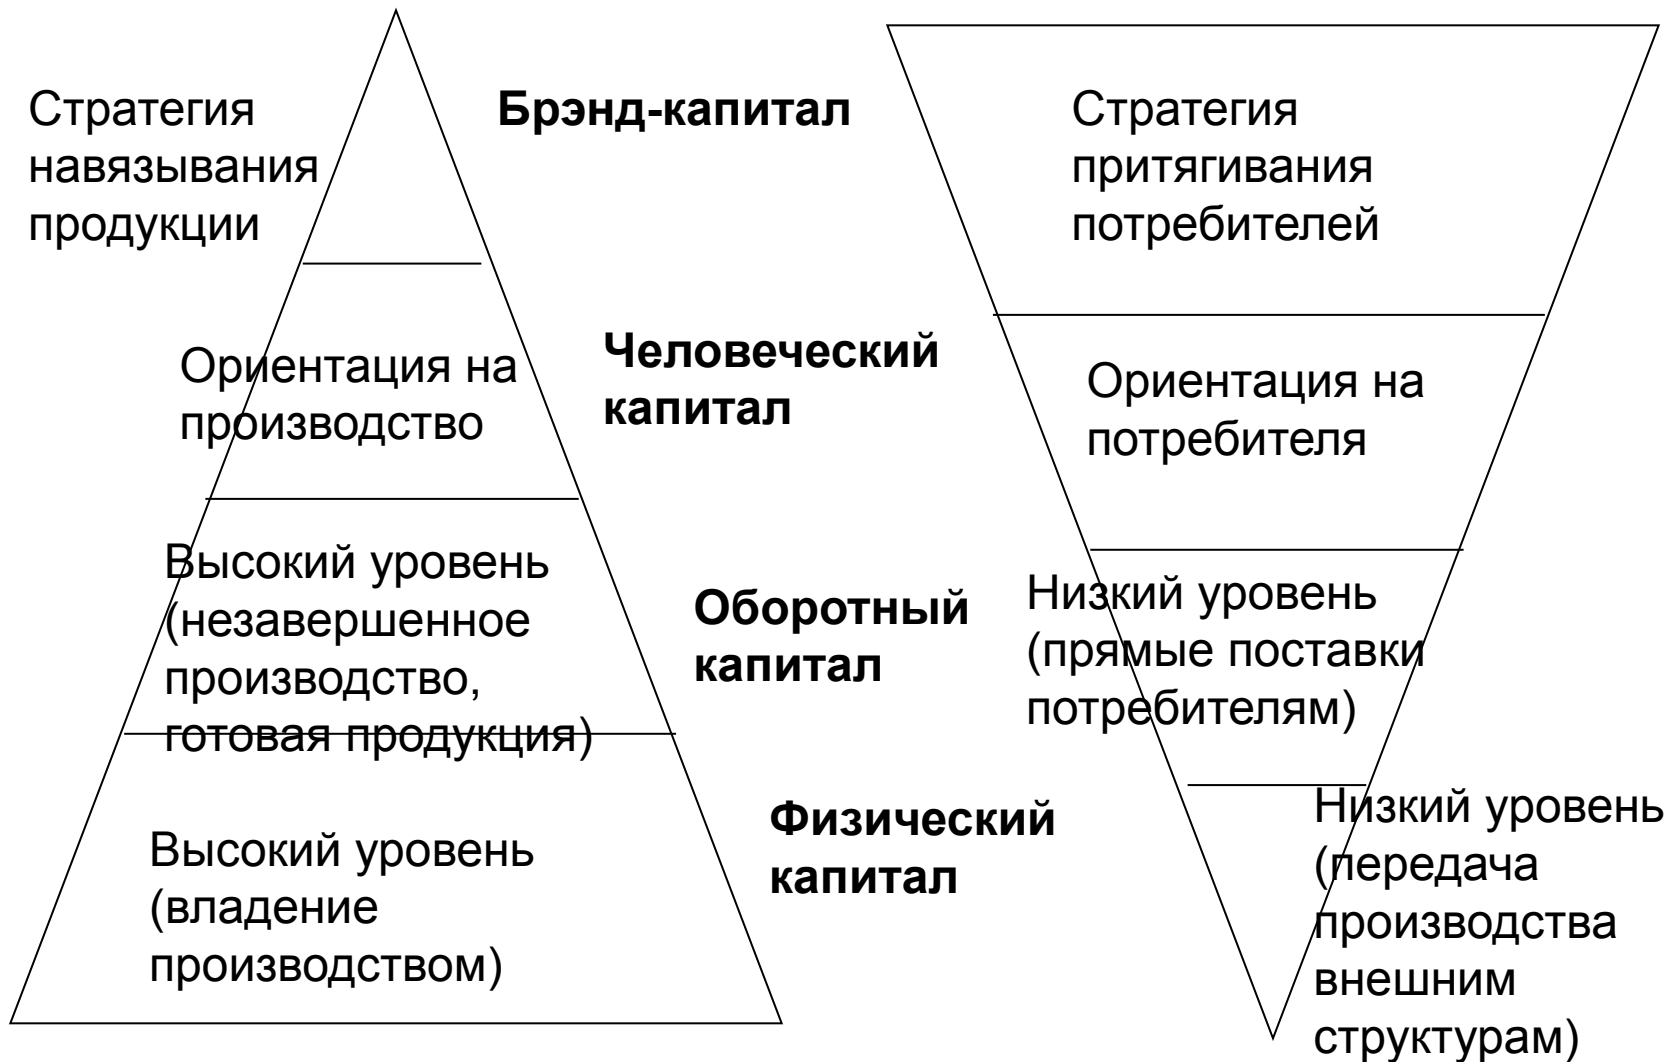 Стратегия
навязывания
продукции
Брэнд-капитал
Стратегия
притягивания
потребителей
Ориентация на
производство
Человеческий
капитал
Ориентация на
потребителя
Высокий уровень
(незавершенное
производство,
готовая продукция)
Оборотный
капитал
Низкий уровень
(прямые поставки
потребителям)
Высокий уровень
(владение
производством)
Физический
капитал
Низкий уровень
(передача
производства
внешним
структурам)